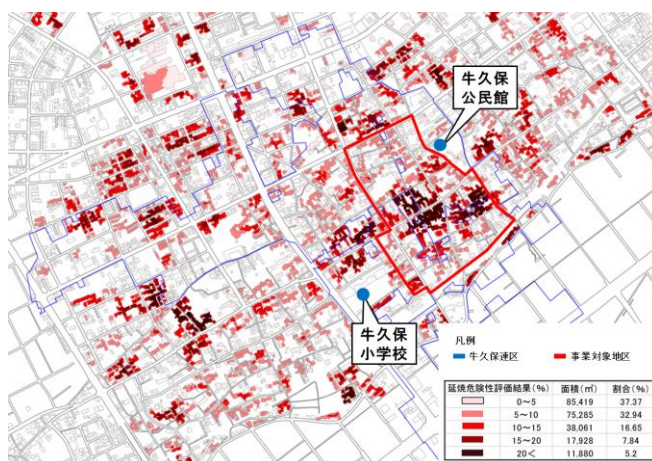 牛久保
公民館
牛久保
小学校
凡例
牛久保連区 事業対象地区
延焼危険性評価結果(%) 面積(㎡) 割合(%)
0～5 85,419 37.37
5～10 75,285 32.94
10～15 38,061 16.65
15～20 17,928 7.84
20＜ 11,880 5.2